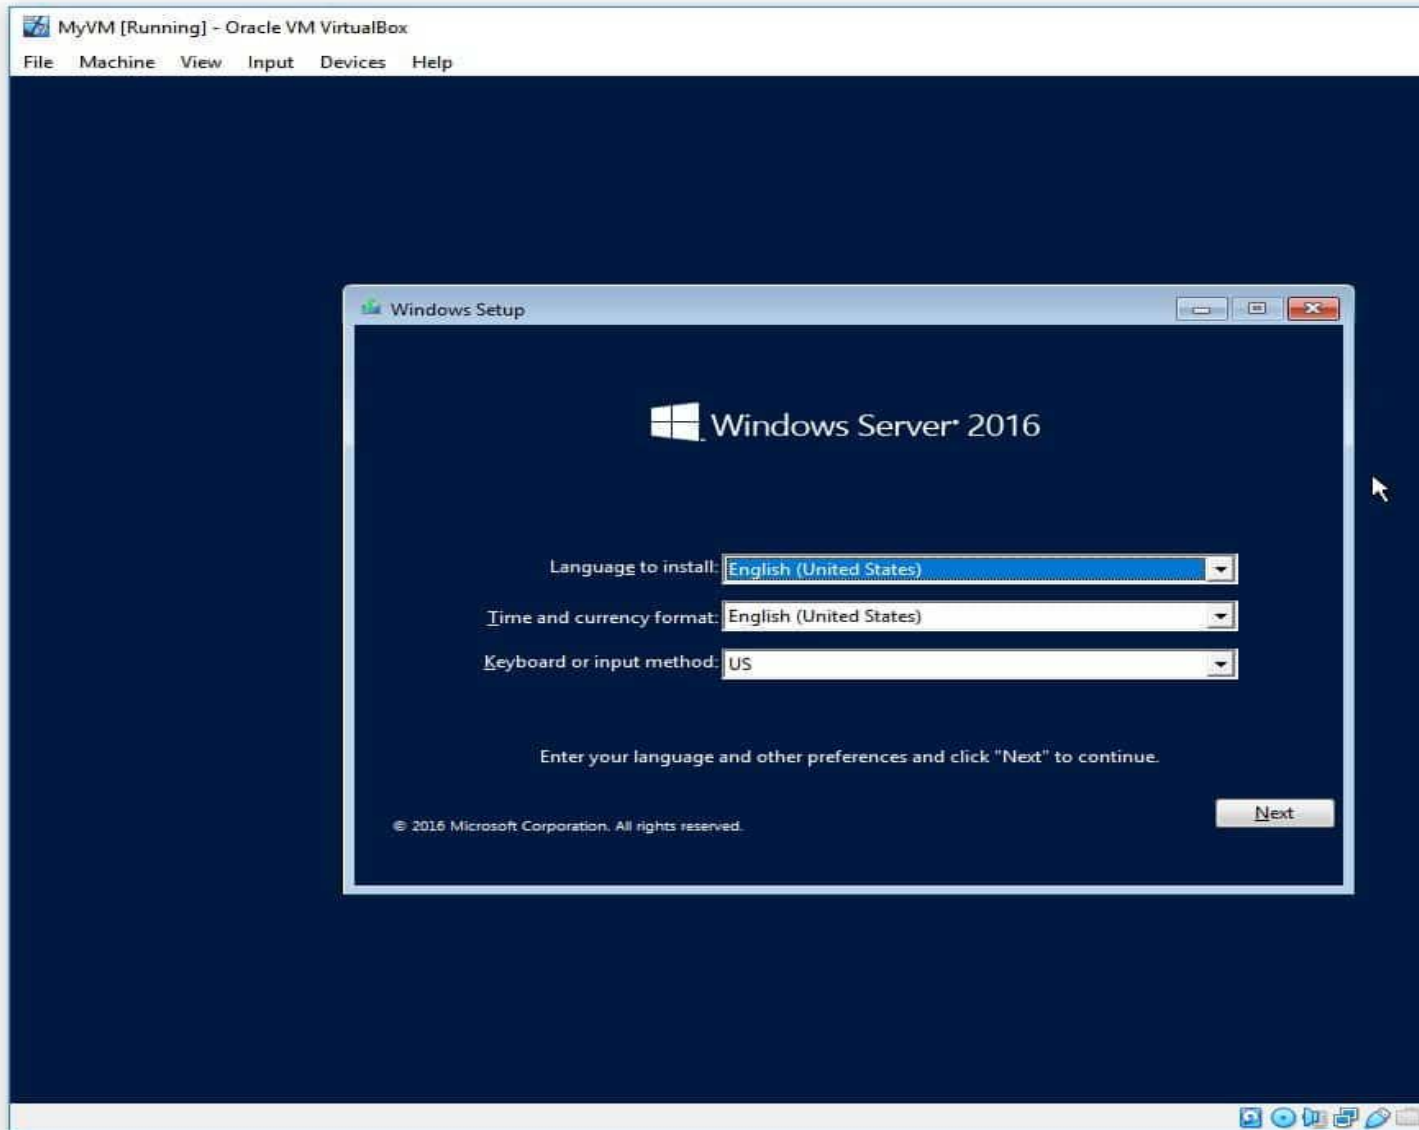 MyVM [Running] - Oracle VM VirtualBox
File Machine View Input Devices Help
Windows Setup
Windows Server 2016
Language to install: English (United States)
Time and currency format: English (United States)
Keyboard or input method: US
Enter your language and other preferences and click "Next" to continue.
Next
© 2016 Microsoft Corporation. All rights reserved.